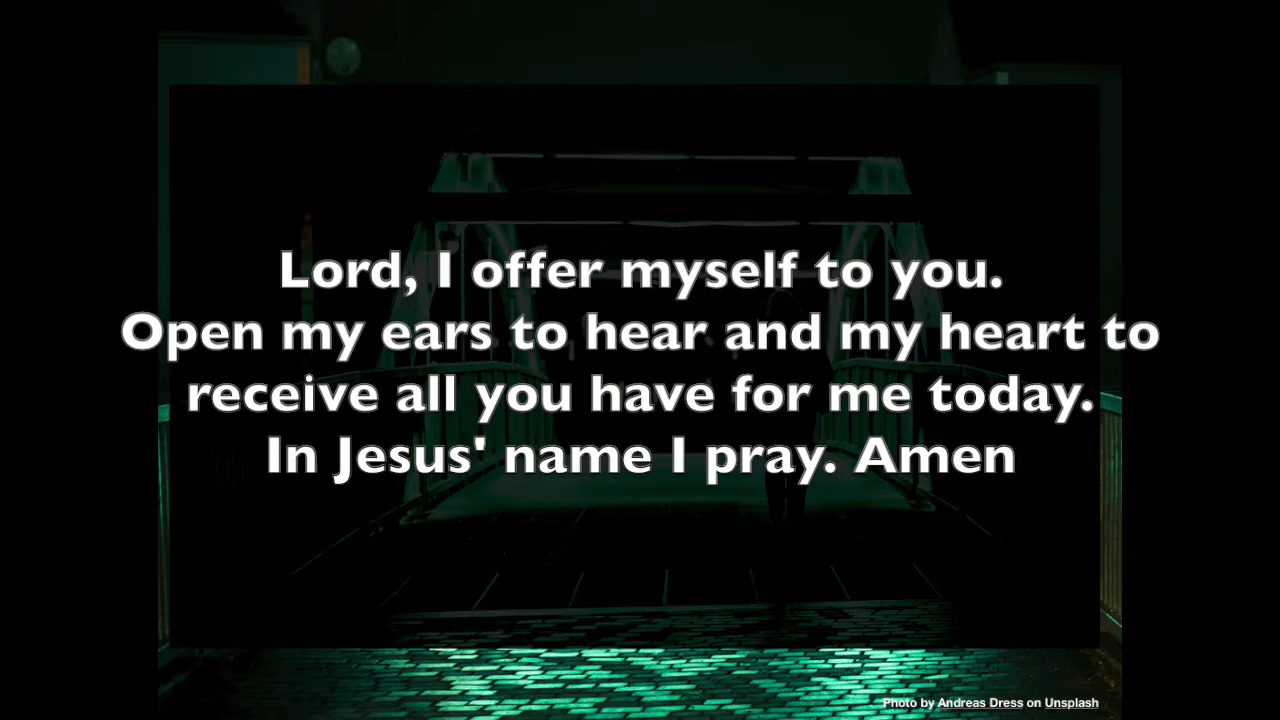 Lord, I offer myself to you.
Open my ears to hear and my heart to
receive all you have for me today.
In Jesus' name I pray. Amen
Photo by Andreas Dress on Unsplash